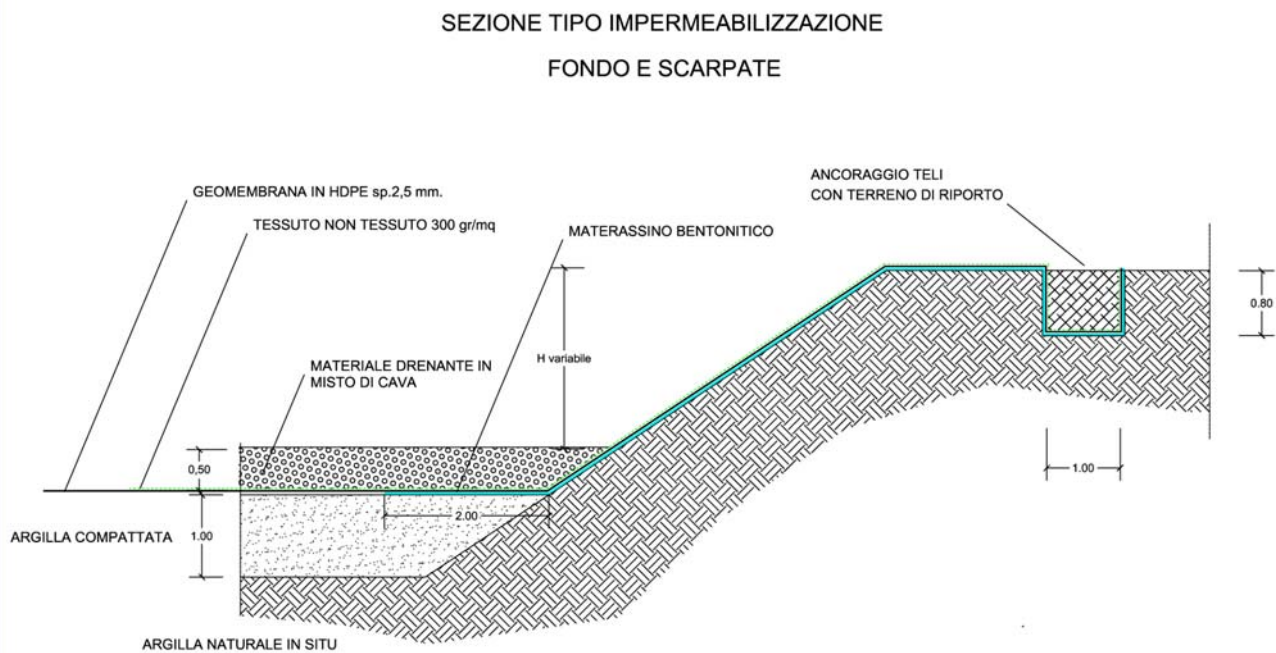 SEZIONE TIPO IMPERMEABILIZZAZIONE
FONDO E SCARPATE
ANCORAGGIO TELI
CON TERRENO DI RIPORTO
GEOMEMBRANA IN HDPE sp.2,5 mm.
TESSUTO NON TESSUTO 300 gr/mq
MATERASSINO BENTONITICO
0.80
H variabile
MATERIALE DRENANTE IN
MISTO DI CAVA
0,50
1.00
2.00
ARGILLA COMPATTATA
1.00
ARGILLA NATURALE IN SITU